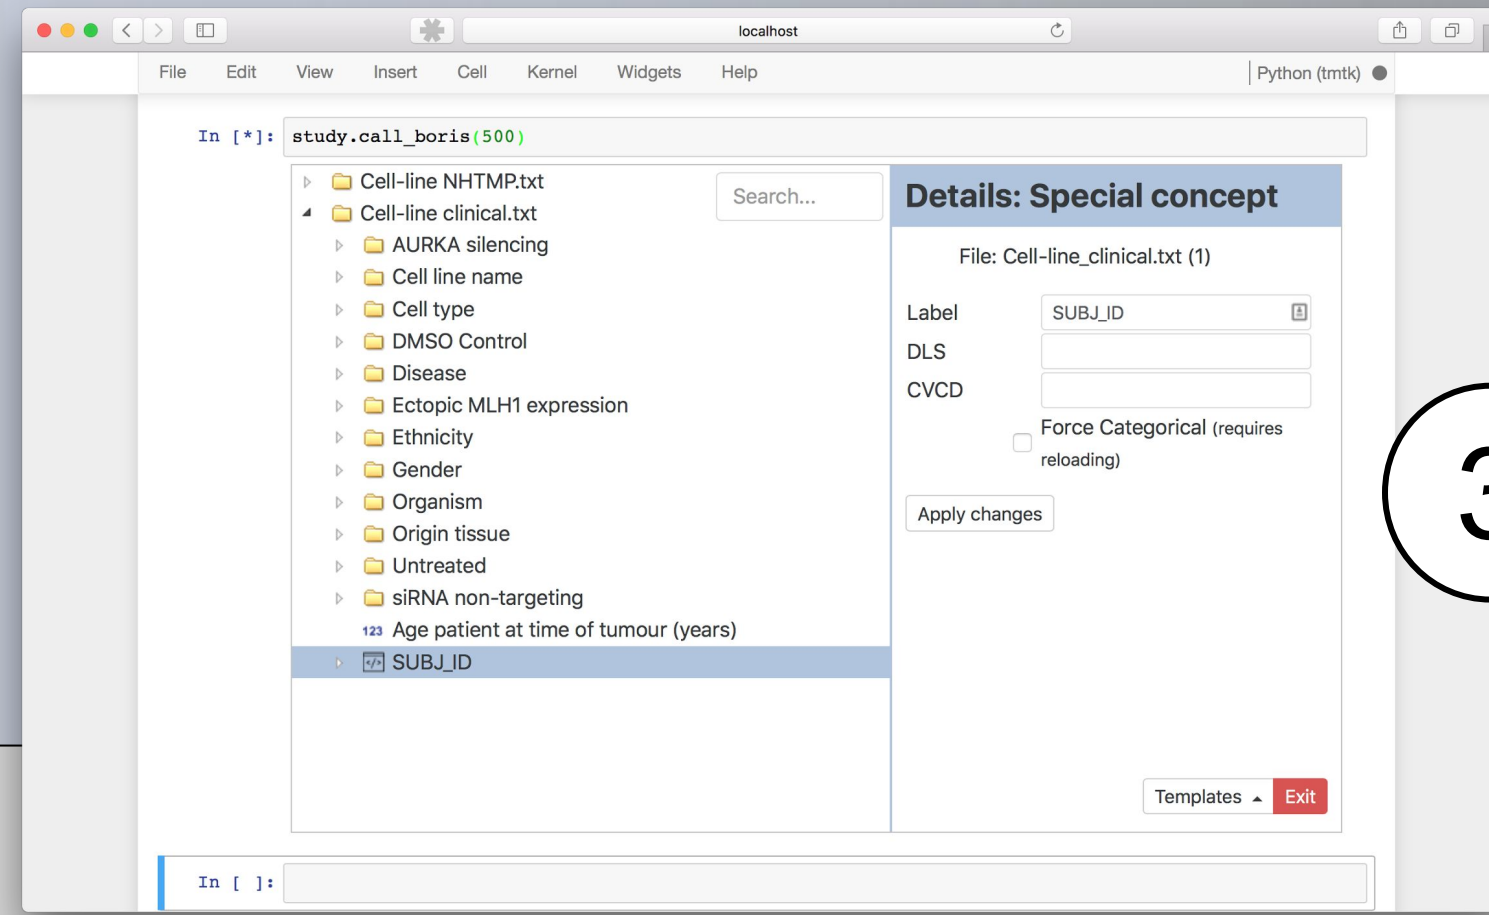 localhost
File Edit View Insert Cell Kernel Widgets Help Python (tmtk)
In [*]: study.call_boris(500)
Cell-line NHTMP.txt
Search...
Cell-line clinical.txt
AURKA silencing
Cell line name
Cell type
DMSO Control
Disease
Ectopic MLH1 expression
Ethnicity
Gender
Organism
Origin tissue
Untreated
siRNA non-targeting
123 Age patient at time of tumour (years)
</> SUBJ_ID
Details: Special concept
File: Cell-line_clinical.txt (1)
Label SUBJ_ID
DLS
CVCD
Force Categorical (requires
reloading)
Apply changes
Templates Exit
In [ ]:
3